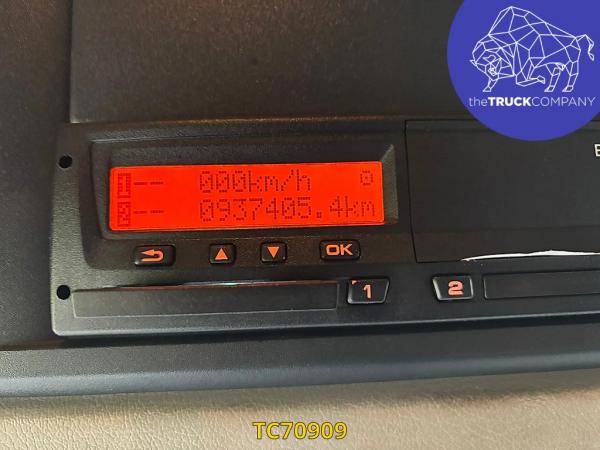 theTRUCKCOMPANY
000km/h
0937405.4km
OK
1
2
TC70909